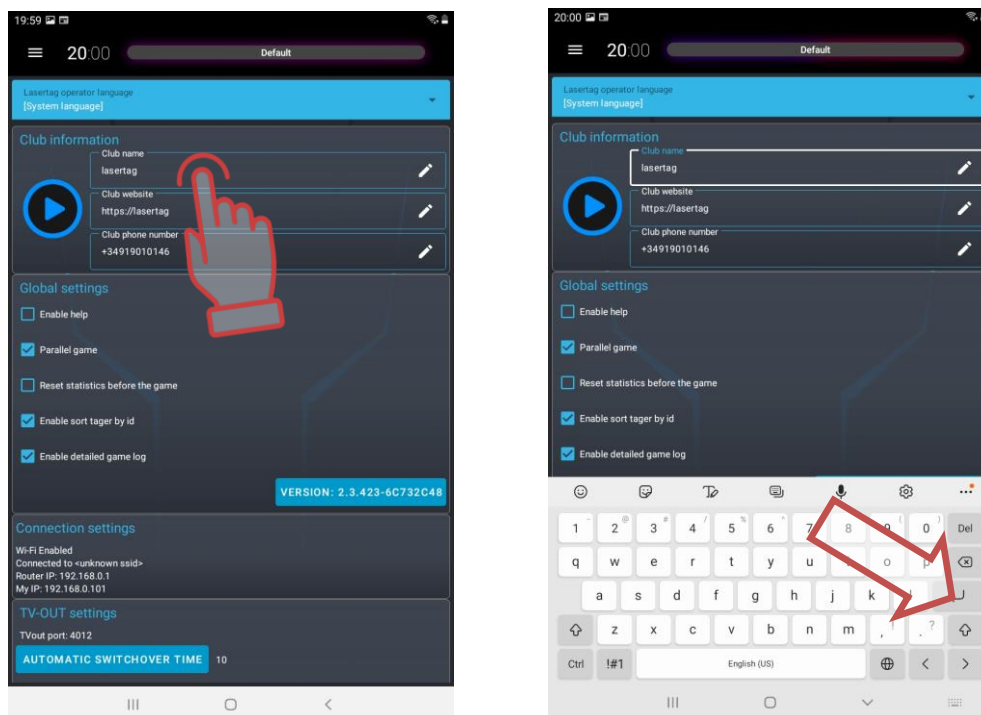 19:59
20:00
Default
Lasertag operator language
[System language]
Club information
Club name
lasertag
Club website
https://lasertag
Club phone number
+34919010146
Global settings
Enable help
Parallel game
Reset statistics before the game
Enable sort tager by id
Enable detailed game log
VERSION: 2.3.423-6C732C48
Connection settings
Wi-Fi Enabled
Connected to <unknown ssid>
Router IP: 192.168.0.1
My IP: 192.168.0.101
TV-OUT settings
TVout port: 4012
AUTOMATIC SWITCHOVER TIME 10
20:00
20:00
Default
Lasertag operator language
[System language]
Club information
Club name
lasertag
Club website
https://lasertag
Club phone number
+34919010146
Global settings
Enable help
Parallel game
Reset statistics before the game
Enable sort tager by id
Enable detailed game log
1 2 3 4 5 6 7 8 9 0 Del
q w e r t y u o p
a s d f g h j k
z x c v b n m , ! . ?
Ctrl !#1 English (US) < >